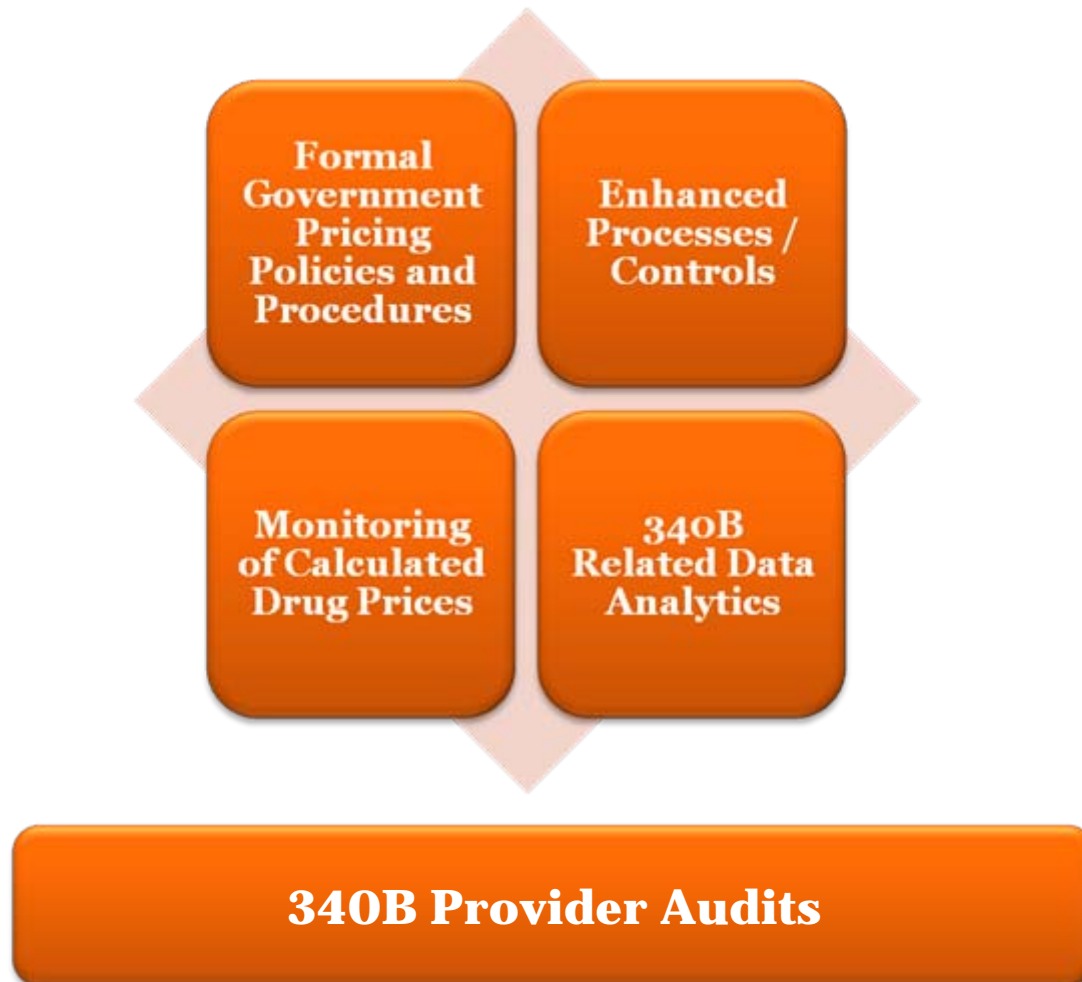 Formal
Government
Pricing
Policies and
Procedures
Enhanced
Processes /
Controls
Monitoring
of Calculated
Drug Prices
340B
Related Data
Analytics
340B Provider Audits